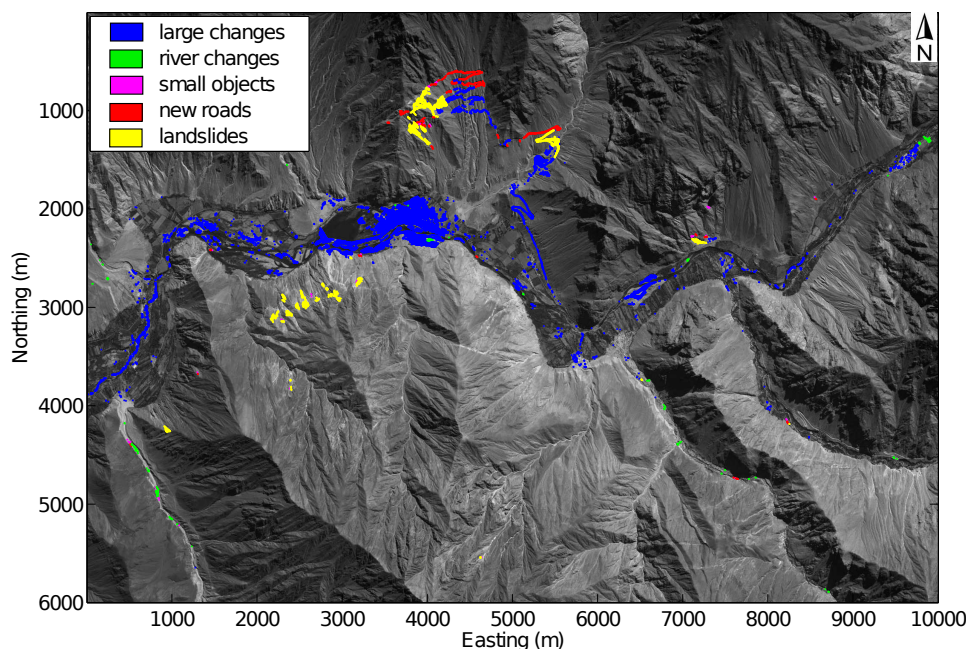 large changes
river changes
small objects
new roads
landslides
N
Northing (m)
1000
2000
3000
4000
5000
6000
1000 2000 3000 4000 5000 6000 7000 8000 9000 10000
Easting (m)